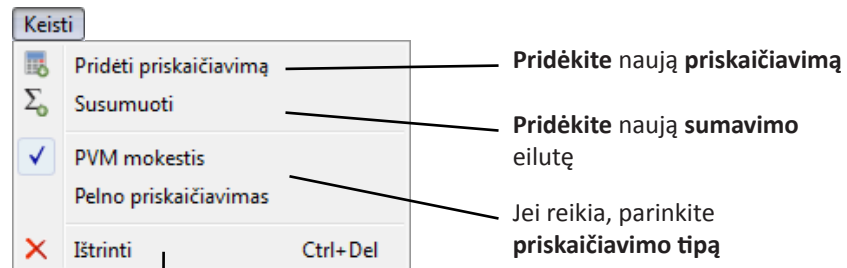 Keisti
Pridėti priskaičiavimą
Susumuoti
PVM mokestis
Pelno priskaičiavimas
Ištrinti Ctrl+Del
Pridėkite naują priskaičiavimą
Pridėkite naują sumavimo
eilutę
Jei reikia, parinkite
priskaičiavimo tipą